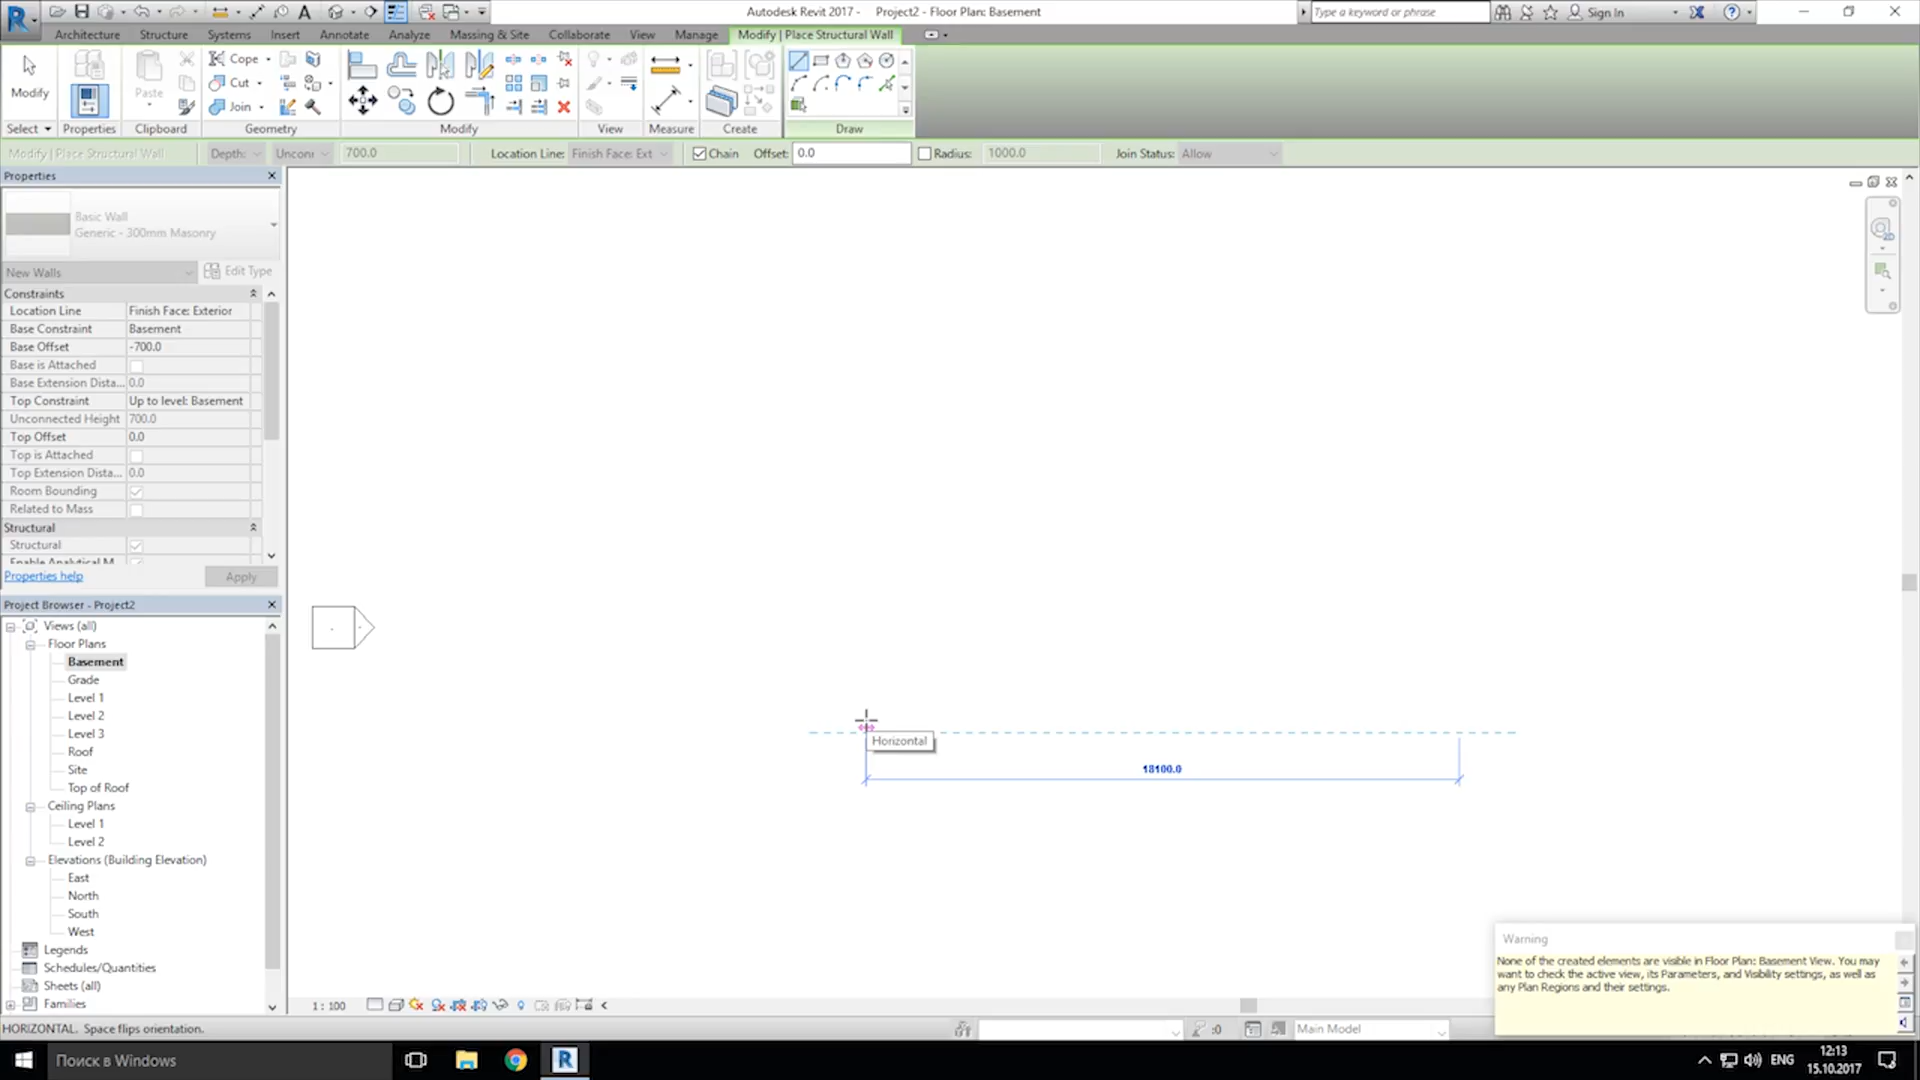 Autodesk Revit 2017 - Project2 - Floor Plan: Basement
Type a keyword or phrase
Sign In
Architecture Structure Systems Insert Annotate Analyze Massing & Site Collaborate View Manage Modify | Place Structural Wall
Modify
Paste
Cope
Cut
Join
Select Properties Clipboard Geometry Modify View Measure Create Draw
Modify | Place Structural Wall Depth: Unconr 700.0 Location Line: Finish Face: Ext Chain Offset: 0.0 Radius: 1000.0 Join Status: Allow
Properties
Basic Wall
Generic - 300mm Masonry
New Walls Edit Type
Constraints
Location Line Finish Face: Exterior
Base Constraint Basement
Base Offset -700.0
Base is Attached
Base Extension Dista... 0.0
Top Constraint Up to level: Basement
Unconnected Height 700.0
Top Offset 0.0
Top is Attached
Top Extension Dista... 0.0
Room Bounding
Related to Mass
Structural
Structural
Enable Analytical M
Properties help Apply
Project Browser - Project2
Views (all)
Floor Plans
Basement
Grade
Level 1
Level 2
Level 3
Roof
Site
Top of Roof
Ceiling Plans
Level 1
Level 2
Elevations (Building Elevation)
East
North
South
West
Legends
Schedules/Quantities
Sheets (all)
Families
Horizontal
18100.0
Warning
None of the created elements are visible in Floor Plan: Basement View. You may
want to check the active view, its Parameters, and Visibility settings, as well as
any Plan Regions and their settings.
1 : 100
HORIZONTAL. Space flips orientation.
:0
Main Model
Поиск в Windows
ENG
12:13
15.10.2017